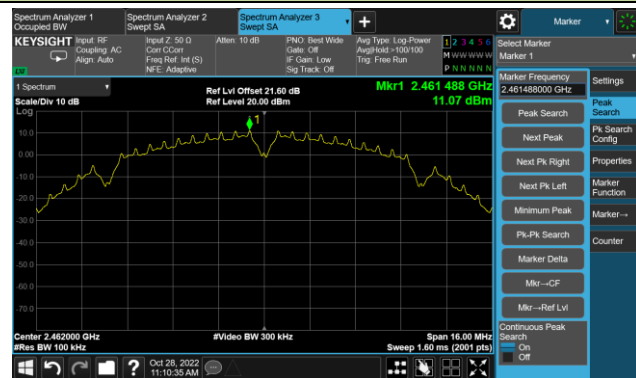 Spectrum Analyzer 1
Occupied BW
Spectrum Analyzer 2
Swept SA
Spectrum Analyzer 3
Swept SA
Marker
KEYSIGHT
Input: RF
Coupling: AC
Align: Auto
Input Z: 50 Ω
Corr CCorr
Freq Ref: Int (S)
NFE: Adaptive
Atten: 10 dB
PNO: Best Wide
Gate: Off
IF Gain: Low
Sig Track: Off
Avg Type: Log-Power
Avg|Hold:>100/100
Trig: Free Run
1 2 3 4 5 6
M W W W W W
P N N N N N
Select Marker
Marker 1
1 Spectrum
Scale/Div 10 dB
Log
Ref Lvl Offset 21.60 dB
Ref Level 20.00 dBm
Mkr1 2.461 488 GHz
11.07 dBm
1
10.0
0.00
-10.0
-20.0
-30.0
-40.0
-50.0
-60.0
-70.0
Center 2.462000 GHz
#Res BW 100 kHz
#Video BW 300 kHz
Span 16.00 MHz
Sweep 1.60 ms (2001 pts)
Marker Frequency
2.461488000 GHz
Peak Search
Next Peak
Next Pk Right
Next Pk Left
Minimum Peak
Pk-Pk Search
Marker Delta
Mkr→CF
Mkr→Ref Lvl
Continuous Peak
Search
On
Off
Settings
Peak
Search
Pk Search
Config
Properties
Marker
Function
Marker→
Counter
?
Oct 28, 2022
11:10:35 AM